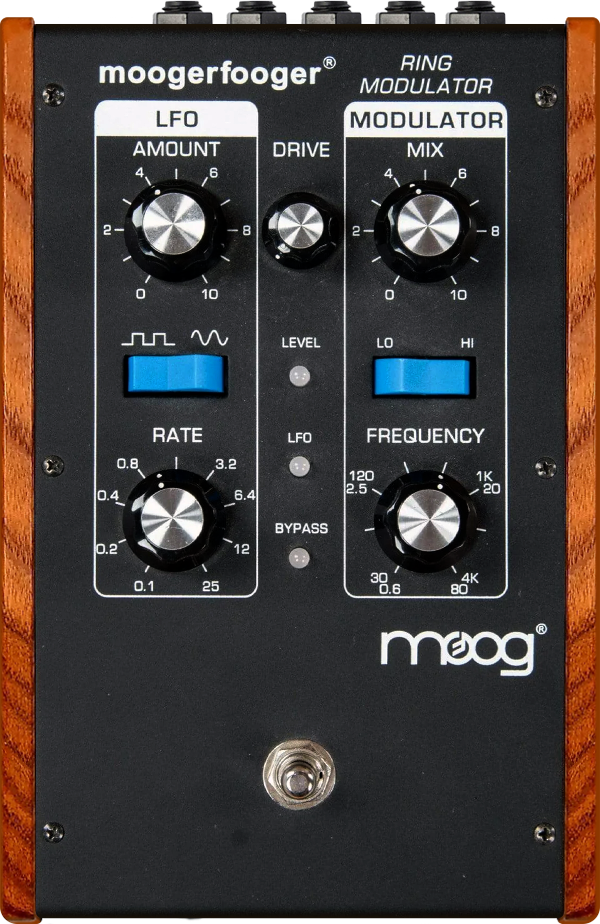 moogerfooger®
RING
MODULATOR
LFO
MODULATOR
AMOUNT
DRIVE
MIX
4 6
2 8
0 10
4 6
2 8
0 10
LEVEL
LO HI
LFO
RATE
0.8 3.2
0.4 6.4
0.2 12
0.1 25
FREQUENCY
120 1K
2.5 20
30 4K
0.6 80
BYPASS
moog®